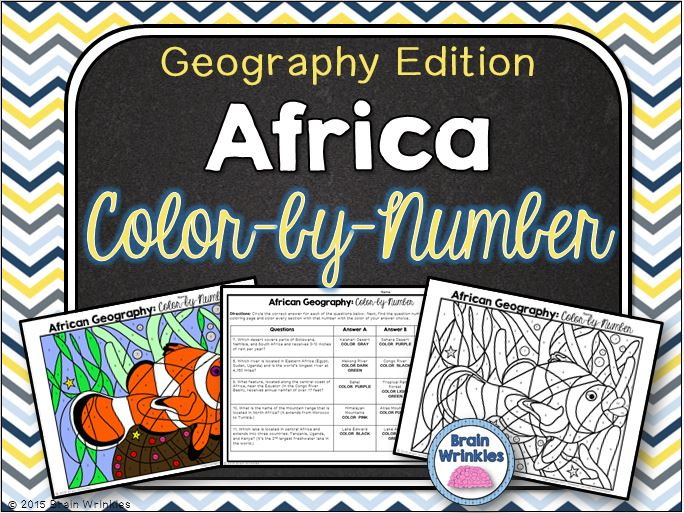 Geography Edition
Africa
Color-by-Number
African Geography: Color-by-Number
Name
African Geography: Color-by-Number
Directions: Circle the correct answer for each of the questions below. Next, find the question number on the
coloring page and color every section with that number with the color of your answer choice.
Questions Answer A Answer B
7. Which desert covers parts of Botswana,
Namibia, and South Africa and receives 3-5 inches
of rain per year?
Kalahari Desert
COLOR GRAY
Sahara Desert
COLOR PURPLE
8. Which river is located in Eastern Africa (Egypt,
Sudan, Uganda) and is the world's longest river at
4,160 miles?
Mekong River
COLOR DARK
GREEN
Congo River
COLOR BLACK
9. What feature, located along the central coast of
Africa, near the Equator (in the Congo River
Basin), receives annual rainfall of over 17 feet?
Sahel
COLOR PURPLE
Tropical Rain
Forest
COLOR LIGHT
GREEN
10. What is the name of the mountain range that is
located in North Africa? (It extends from Morocco
to Tunisia.)
Himalayan
Mountains
COLOR PINK
Atlas Mountains
COLOR
11. Which lake is located in central Africa and
extends into three countries: Tanzania, Uganda,
and Kenya? (It's the 2nd largest freshwater lake in
the world.)
Lake Edward
COLOR BLACK
COLOR
African Geography: Color-by-Number
Brain
Wrinkles
© 2015 Brain Wrinkles